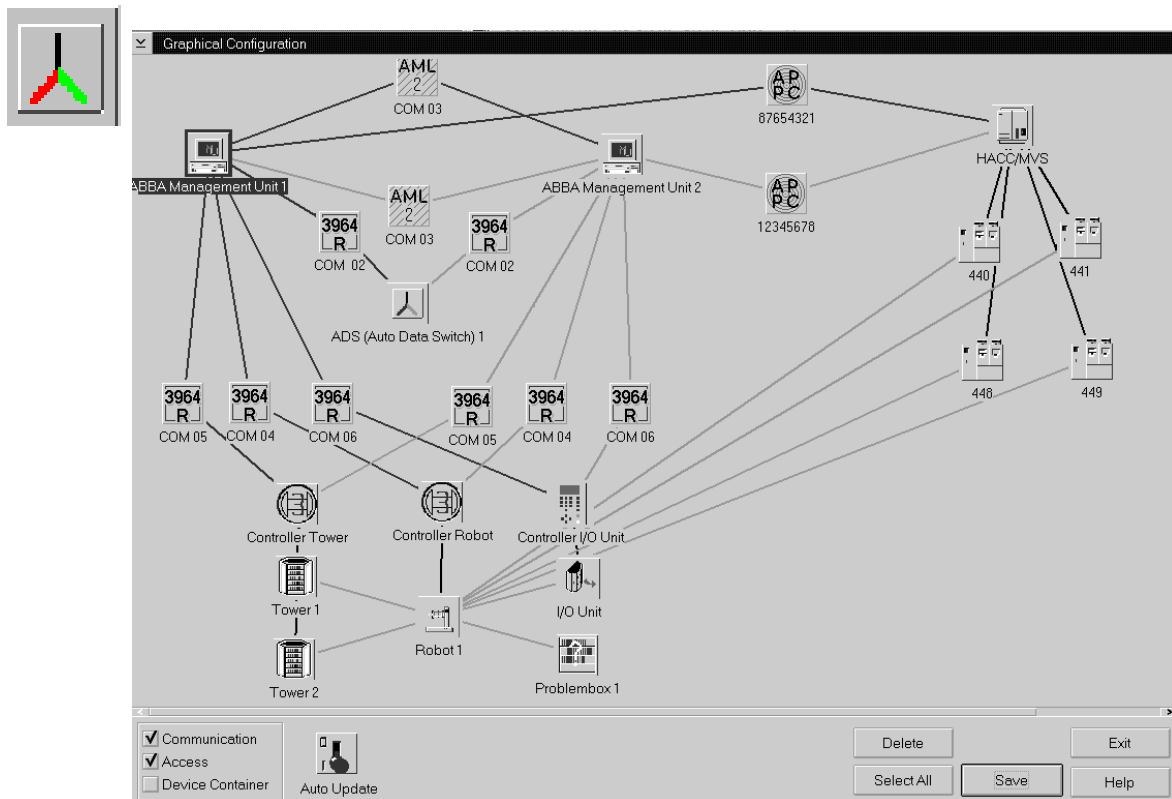 Graphical Configuration
AML
2
COM 03
AP
PC
87654321
HACC/MVS
ABBA Management Unit 1
ABBA Management Unit 2
AML
2
COM 03
AP
PC
12345678
3964
R
COM 02
3964
R
COM 02
440
441
ADS (Auto Data Switch) 1
448
449
3964
R
COM 05
3964
R
COM 04
3964
R
COM 06
3964
R
COM 05
3964
R
COM 04
3964
R
COM 06
Controller Tower
Controller Robot
Controller I/O Unit
Tower 1
I/O Unit
Robot 1
?
Tower 2
Problembox 1
Communication
Access
Device Container
Auto Update
Delete
Exit
Select All
Save
Help